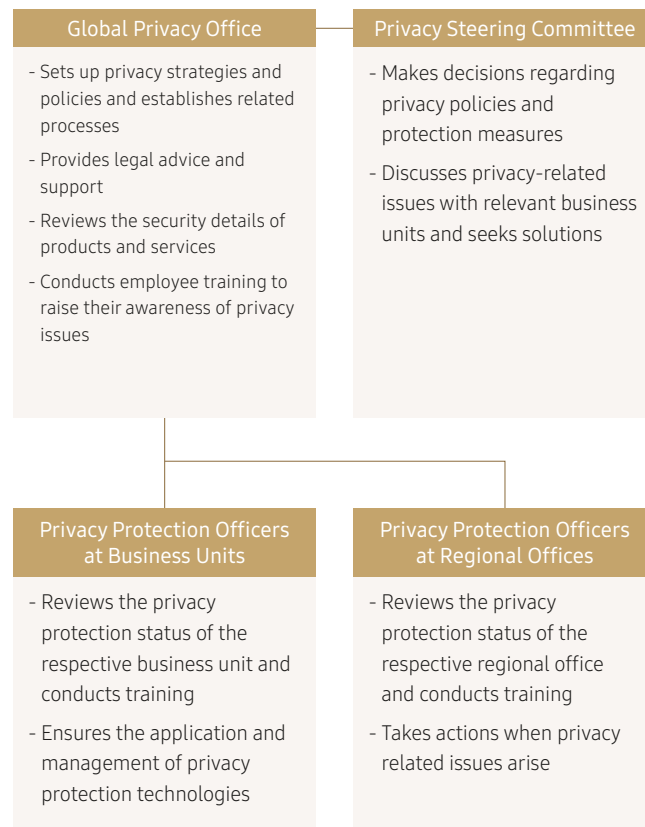 Global Privacy Office
- Sets up privacy strategies and
policies and establishes related
processes
- Provides legal advice and
support
- Reviews the security details of
products and services
- Conducts employee training to
raise their awareness of privacy
issues
Privacy Steering Committee
- Makes decisions regarding
privacy policies and
protection measures
- Discusses privacy-related
issues with relevant business
units and seeks solutions
Privacy Protection Officers
at Business Units
- Reviews the privacy
protection status of the
respective business unit and
conducts training
- Ensures the application and
management of privacy
protection technologies
Privacy Protection Officers
at Regional Offices
- Reviews the privacy
protection status of the
respective regional office
and conducts training
- Takes actions when privacy
related issues arise